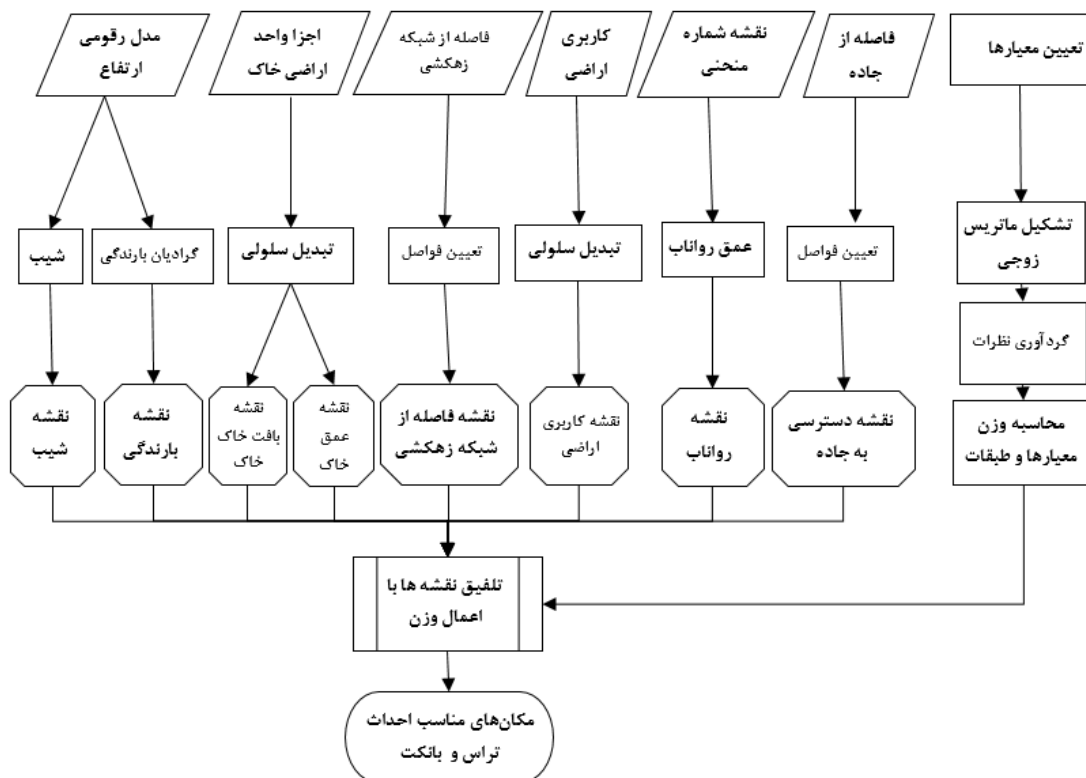 تعیین معیارها
فاصله از
جاده
نقشه شماره
منحنی
کاربری
اراضی
فاصله از شبکه
زهکشی
اجزا واحد
اراضی خاک
مدل رقومی
ارتفاع
تشکیل ماتریس
زوجی
تعیین فواصل
عمق رواناب
تبدیل سلولی
تعیین فواصل
تبدیل سلولی
گرادیان بارندگی
شیب
گردآوری نظرات
محاسبه وزن
معیارها و طبقات
نقشه دسترسی
به جاده
نقشه
رواناب
نقشه کاربری
اراضی
نقشه فاصله از
شبکه زهکشی
نقشه
عمق
خاک
نقشه
بافت خاک
خاک
نقشه
بارندگی
نقشه
شیب
تلفیق نقشه ها با
اعمال وزن
مکان‌های مناسب احداث
تراس و بانکت